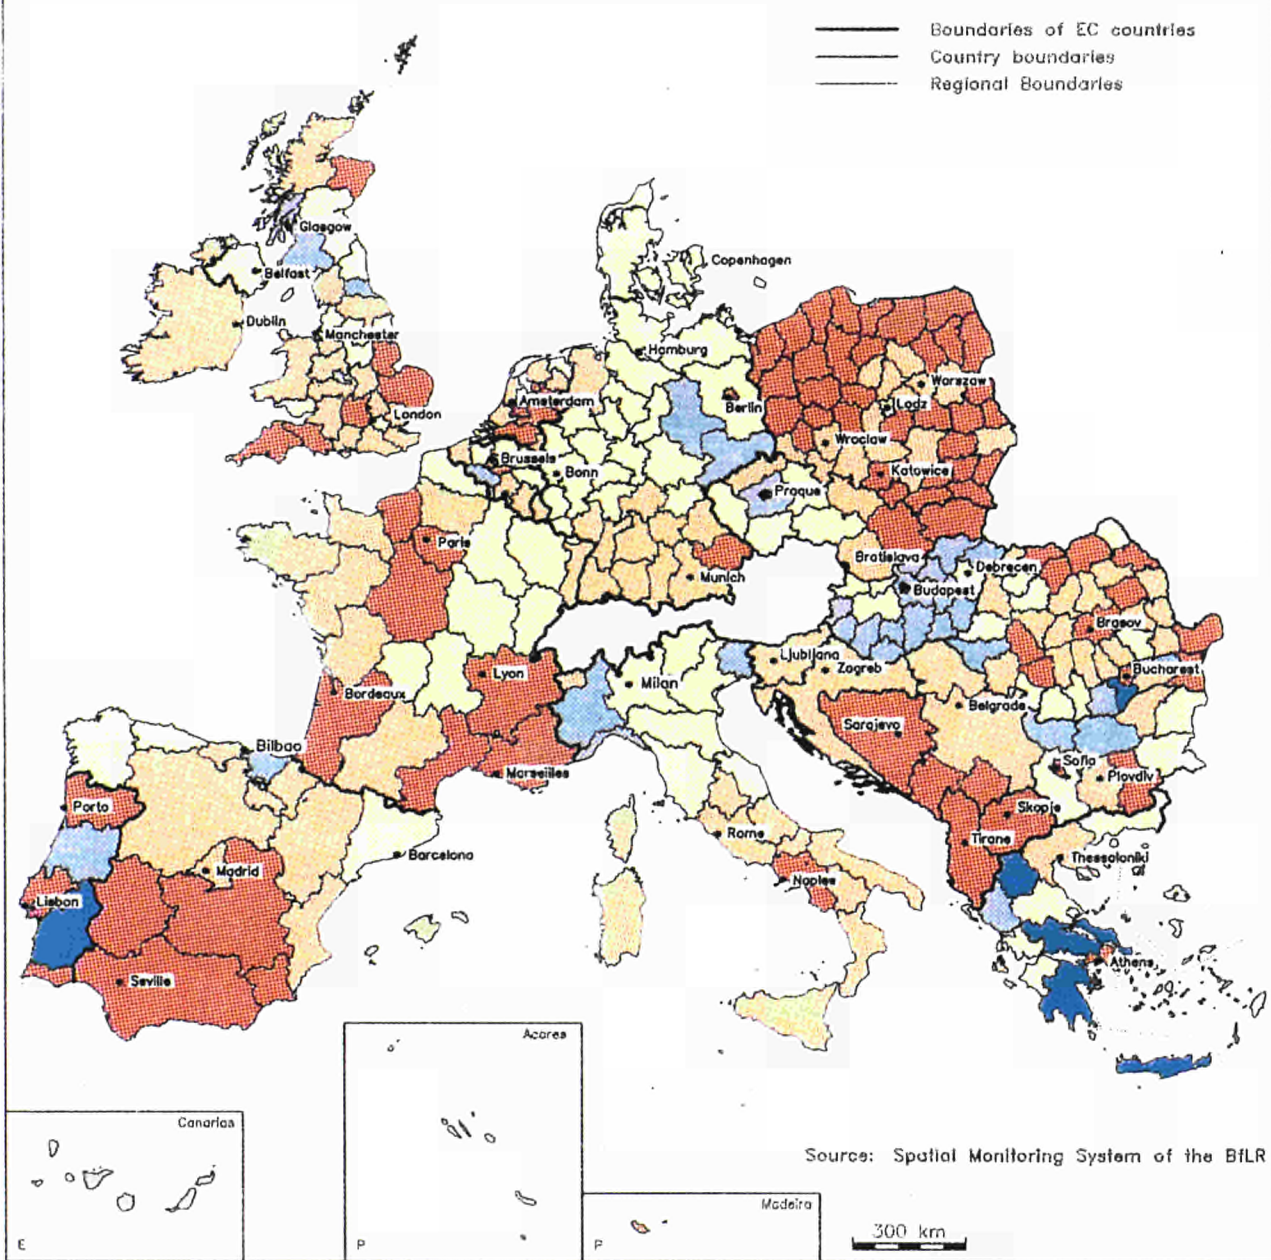 Boundaries of EC countries
Country boundaries
Regional Boundaries
Glasgow
Belfast
Copenhagen
Dublin
Manchester
Hamburg
Warszaw
Amsterdam
Berlin
Lodz
London
Wroclaw
Brussels
Bonn
Katowice
Prague
Paris
Bratislava
Debrecen
Munich
Budapest
Brasov
Ljubljana
Zagreb
Bucharest
Lyon
Milan
Bordeaux
Belgrade
Sarajevo
Bilbao
Sofia
Marseilles
Plovdiv
Porto
Skopje
Rome
Tirane
Barcelona
Thessaloniki
Madrid
Naples
Lisbon
Athens
Seville
Acores
Canarias
Source: Spatial Monitoring System of the BfLR
Madeira
300 km
E
P
P